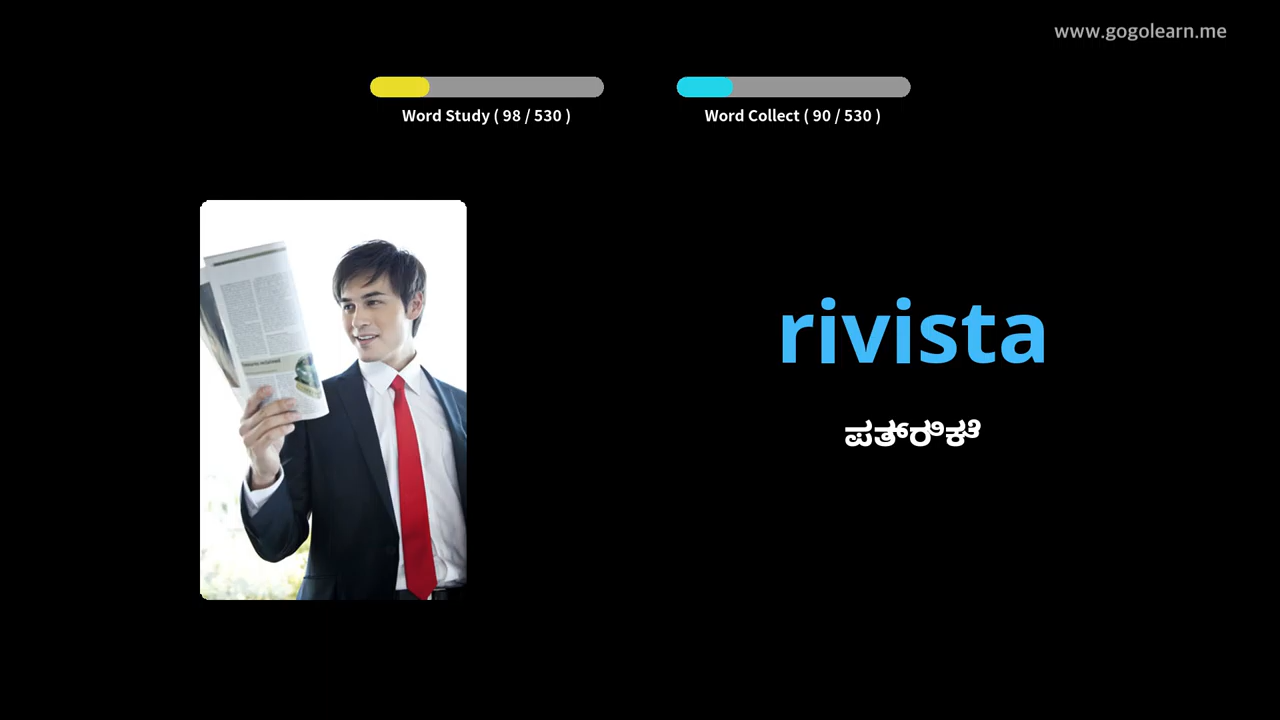 www.gogolearn.me
Word Study ( 98 / 530 )
Word Collect ( 90 / 530 )
rivista
ಪತ್ರಿಕೆ